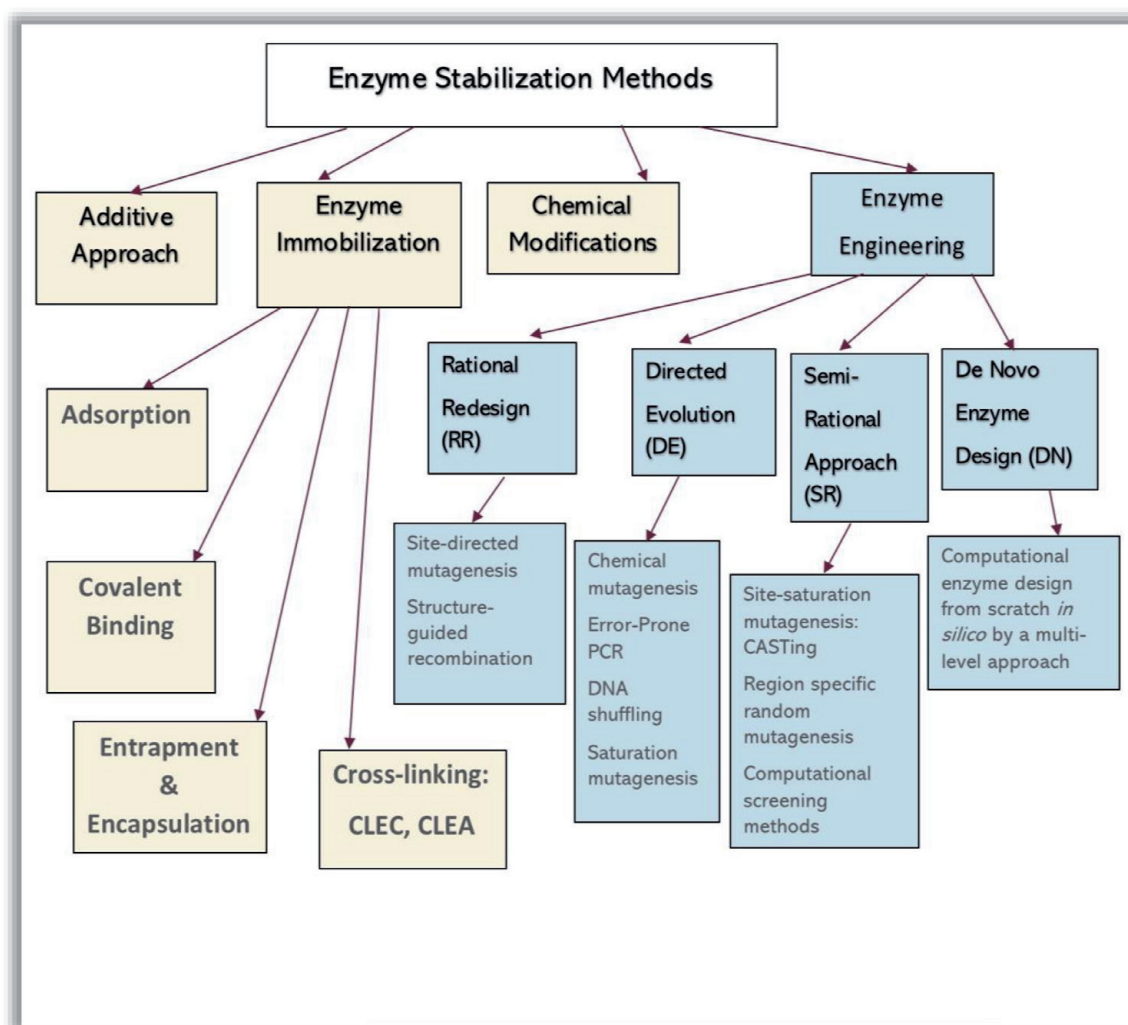 Enzyme Stabilization Methods
Additive
Approach
Enzyme
Immobilization
Chemical
Modifications
Enzyme
Engineering
Adsorption
Covalent
Binding
Entrapment
&
Encapsulation
Cross-linking:
CLEC, CLEA
Rational
Redesign
(RR)
Directed
Evolution
(DE)
Semi-
Rational
Approach
(SR)
De Novo
Enzyme
Design (DN)
Site-directed
mutagenesis
Structure-
guided
recombination
Chemical
mutagenesis
Error-Prone
PCR
DNA
shuffling
Saturation
mutagenesis
Site-saturation
mutagenesis:
CASTing
Region specific
random
mutagenesis
Computational
screening
methods
Computational
enzyme design
from scratch in
silico by a multi-
level approach